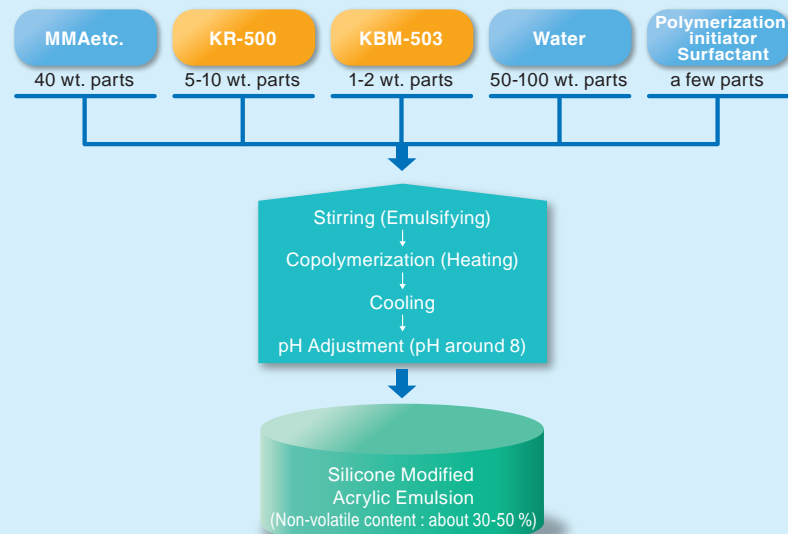 MMAetc.
KR-500
KBM-503
Water
Polymerization
initiator
Surfactant
40 wt. parts
5-10 wt. parts
1-2 wt. parts
50-100 wt. parts
a few parts
Stirring (Emulsifying)
↓
Copolymerization (Heating)
↓
Cooling
↓
pH Adjustment (pH around 8)
Silicone Modified
Acrylic Emulsion
(Non-volatile content : about 30-50 %)